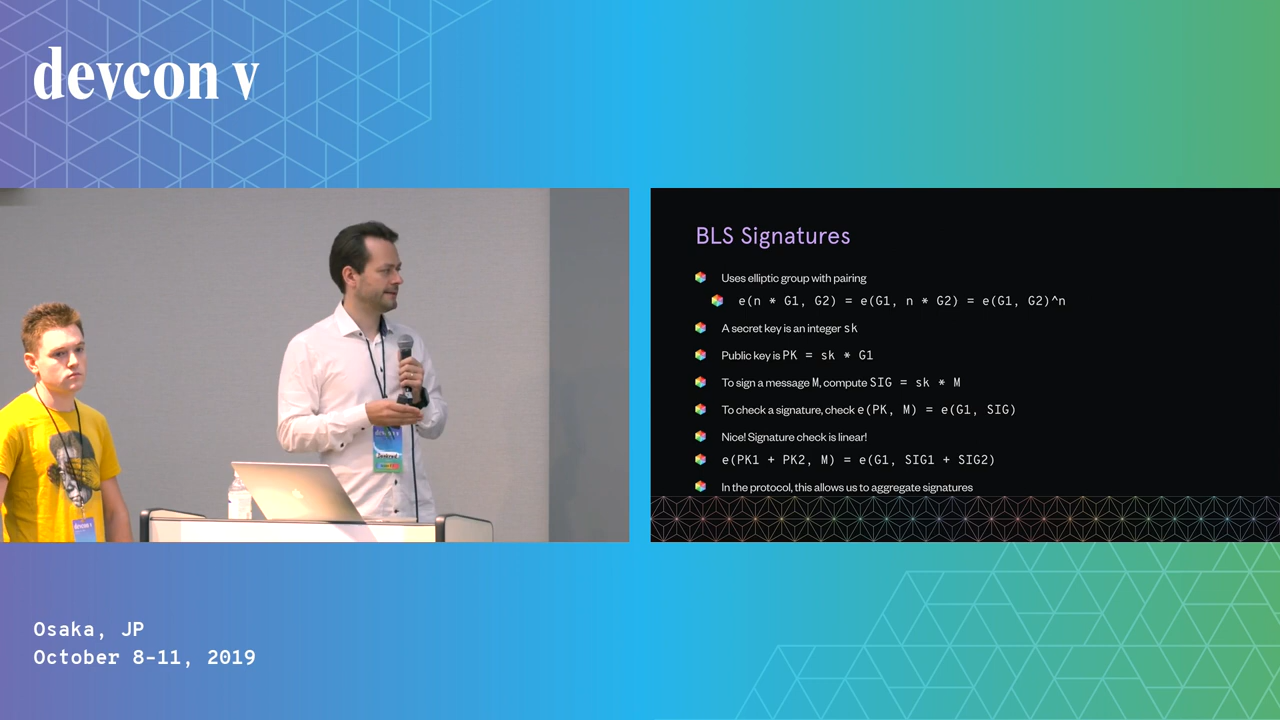 devcon v
BLS Signatures
Uses elliptic group with pairing
e(n * G1, G2) = e(G1, n * G2) = e(G1, G2)^n
A secret key is an integer sk
Public key is PK = sk * G1
To sign a message M, compute SIG = sk * M
To check a signature, check e(PK, M) = e(G1, SIG)
Nice! Signature check is linear!
e(PK1 + PK2, M) = e(G1, SIG1 + SIG2)
In the protocol, this allows us to aggregate signatures
devcon v
devcon v
Osaka, JP
October 8-11, 2019